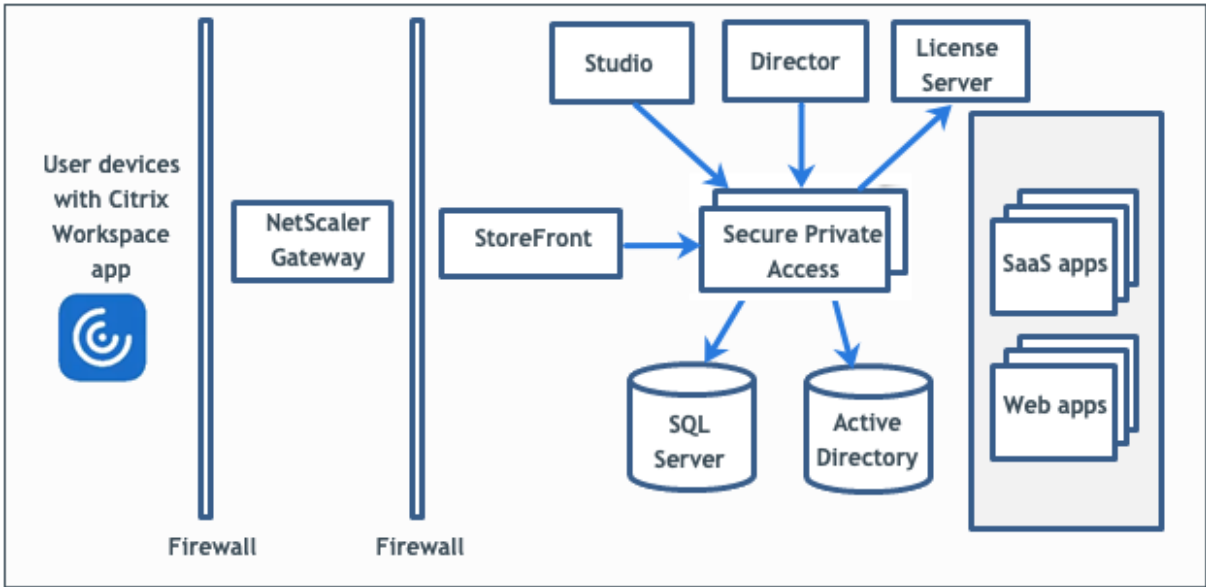 User devices
with Citrix
Workspace
app
NetScaler
Gateway
StoreFront
Studio
Director
License
Server
Secure Private
Access
SaaS apps
Web apps
SQL
Server
Active
Directory
Firewall
Firewall